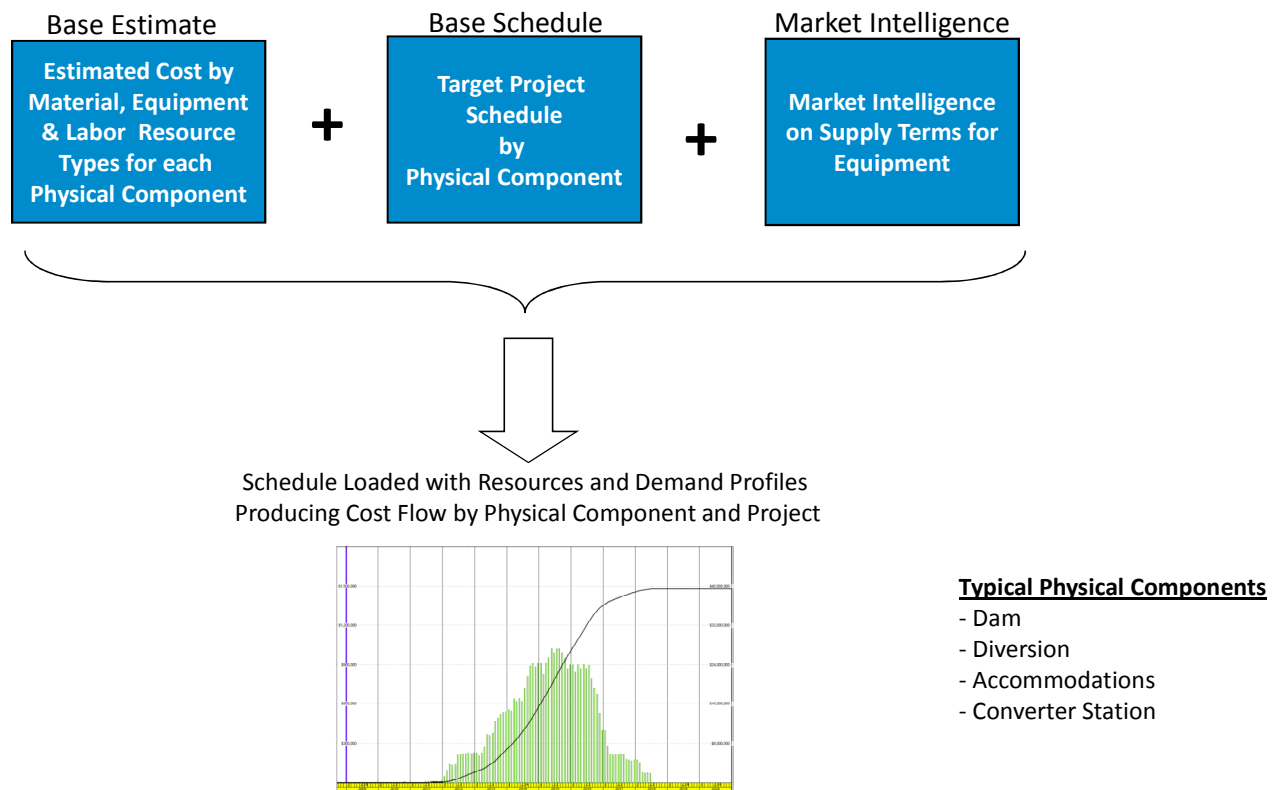 Base Estimate
Base Schedule
Market Intelligence
Estimated Cost by
Material, Equipment
& Labor Resource
Types for each
Physical Component
+
Target Project
Schedule
by
Physical Component
+
Market Intelligence
on Supply Terms for
Equipment
Schedule Loaded with Resources and Demand Profiles
Producing Cost Flow by Physical Component and Project
Typical Physical Components
- Dam
- Diversion
- Accommodations
- Converter Station